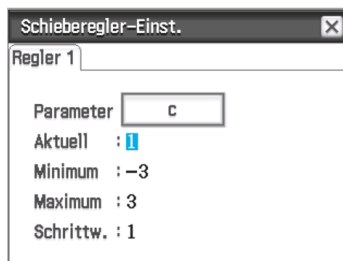 Schieberegler-Einst.
Regler 1
Parameter c
Aktuell :1
Minimum :-3
Maximum :3
Schrittw. :1